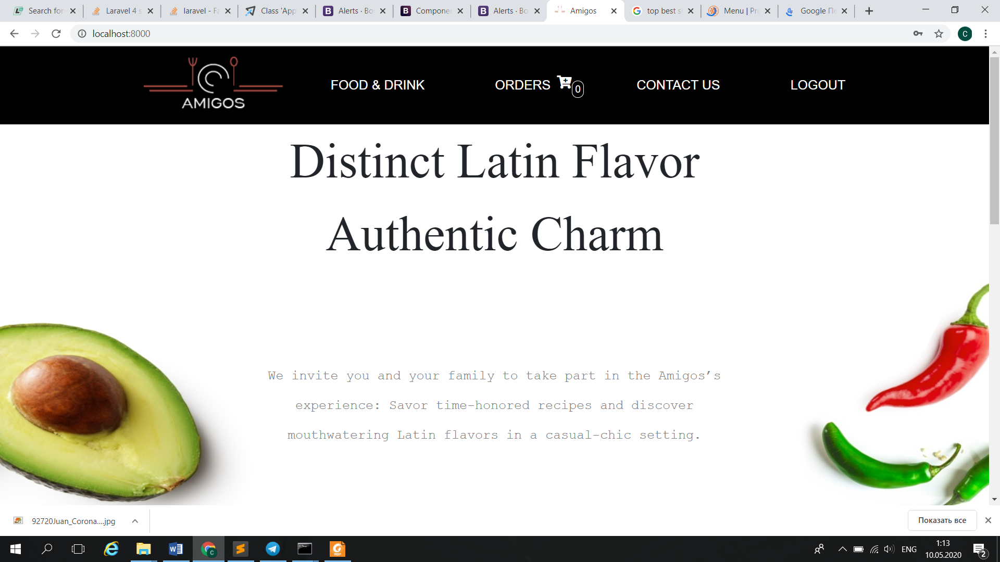 Search for
Laravel 4 s
laravel - Fa
Class 'App
Alerts · Bo
Componer
Alerts · Bo
Amigos
top best s
Menu | Pr
Google Пе
localhost:8000
C
AMIGOS
FOOD & DRINK
ORDERS 0
CONTACT US
LOGOUT
Distinct Latin Flavor
Authentic Charm
We invite you and your family to take part in the Amigos’s
experience: Savor time-honored recipes and discover
mouthwatering Latin flavors in a casual-chic setting.
92720Juan_Corona....jpg
Показать все
ENG
1:13
10.05.2020
2